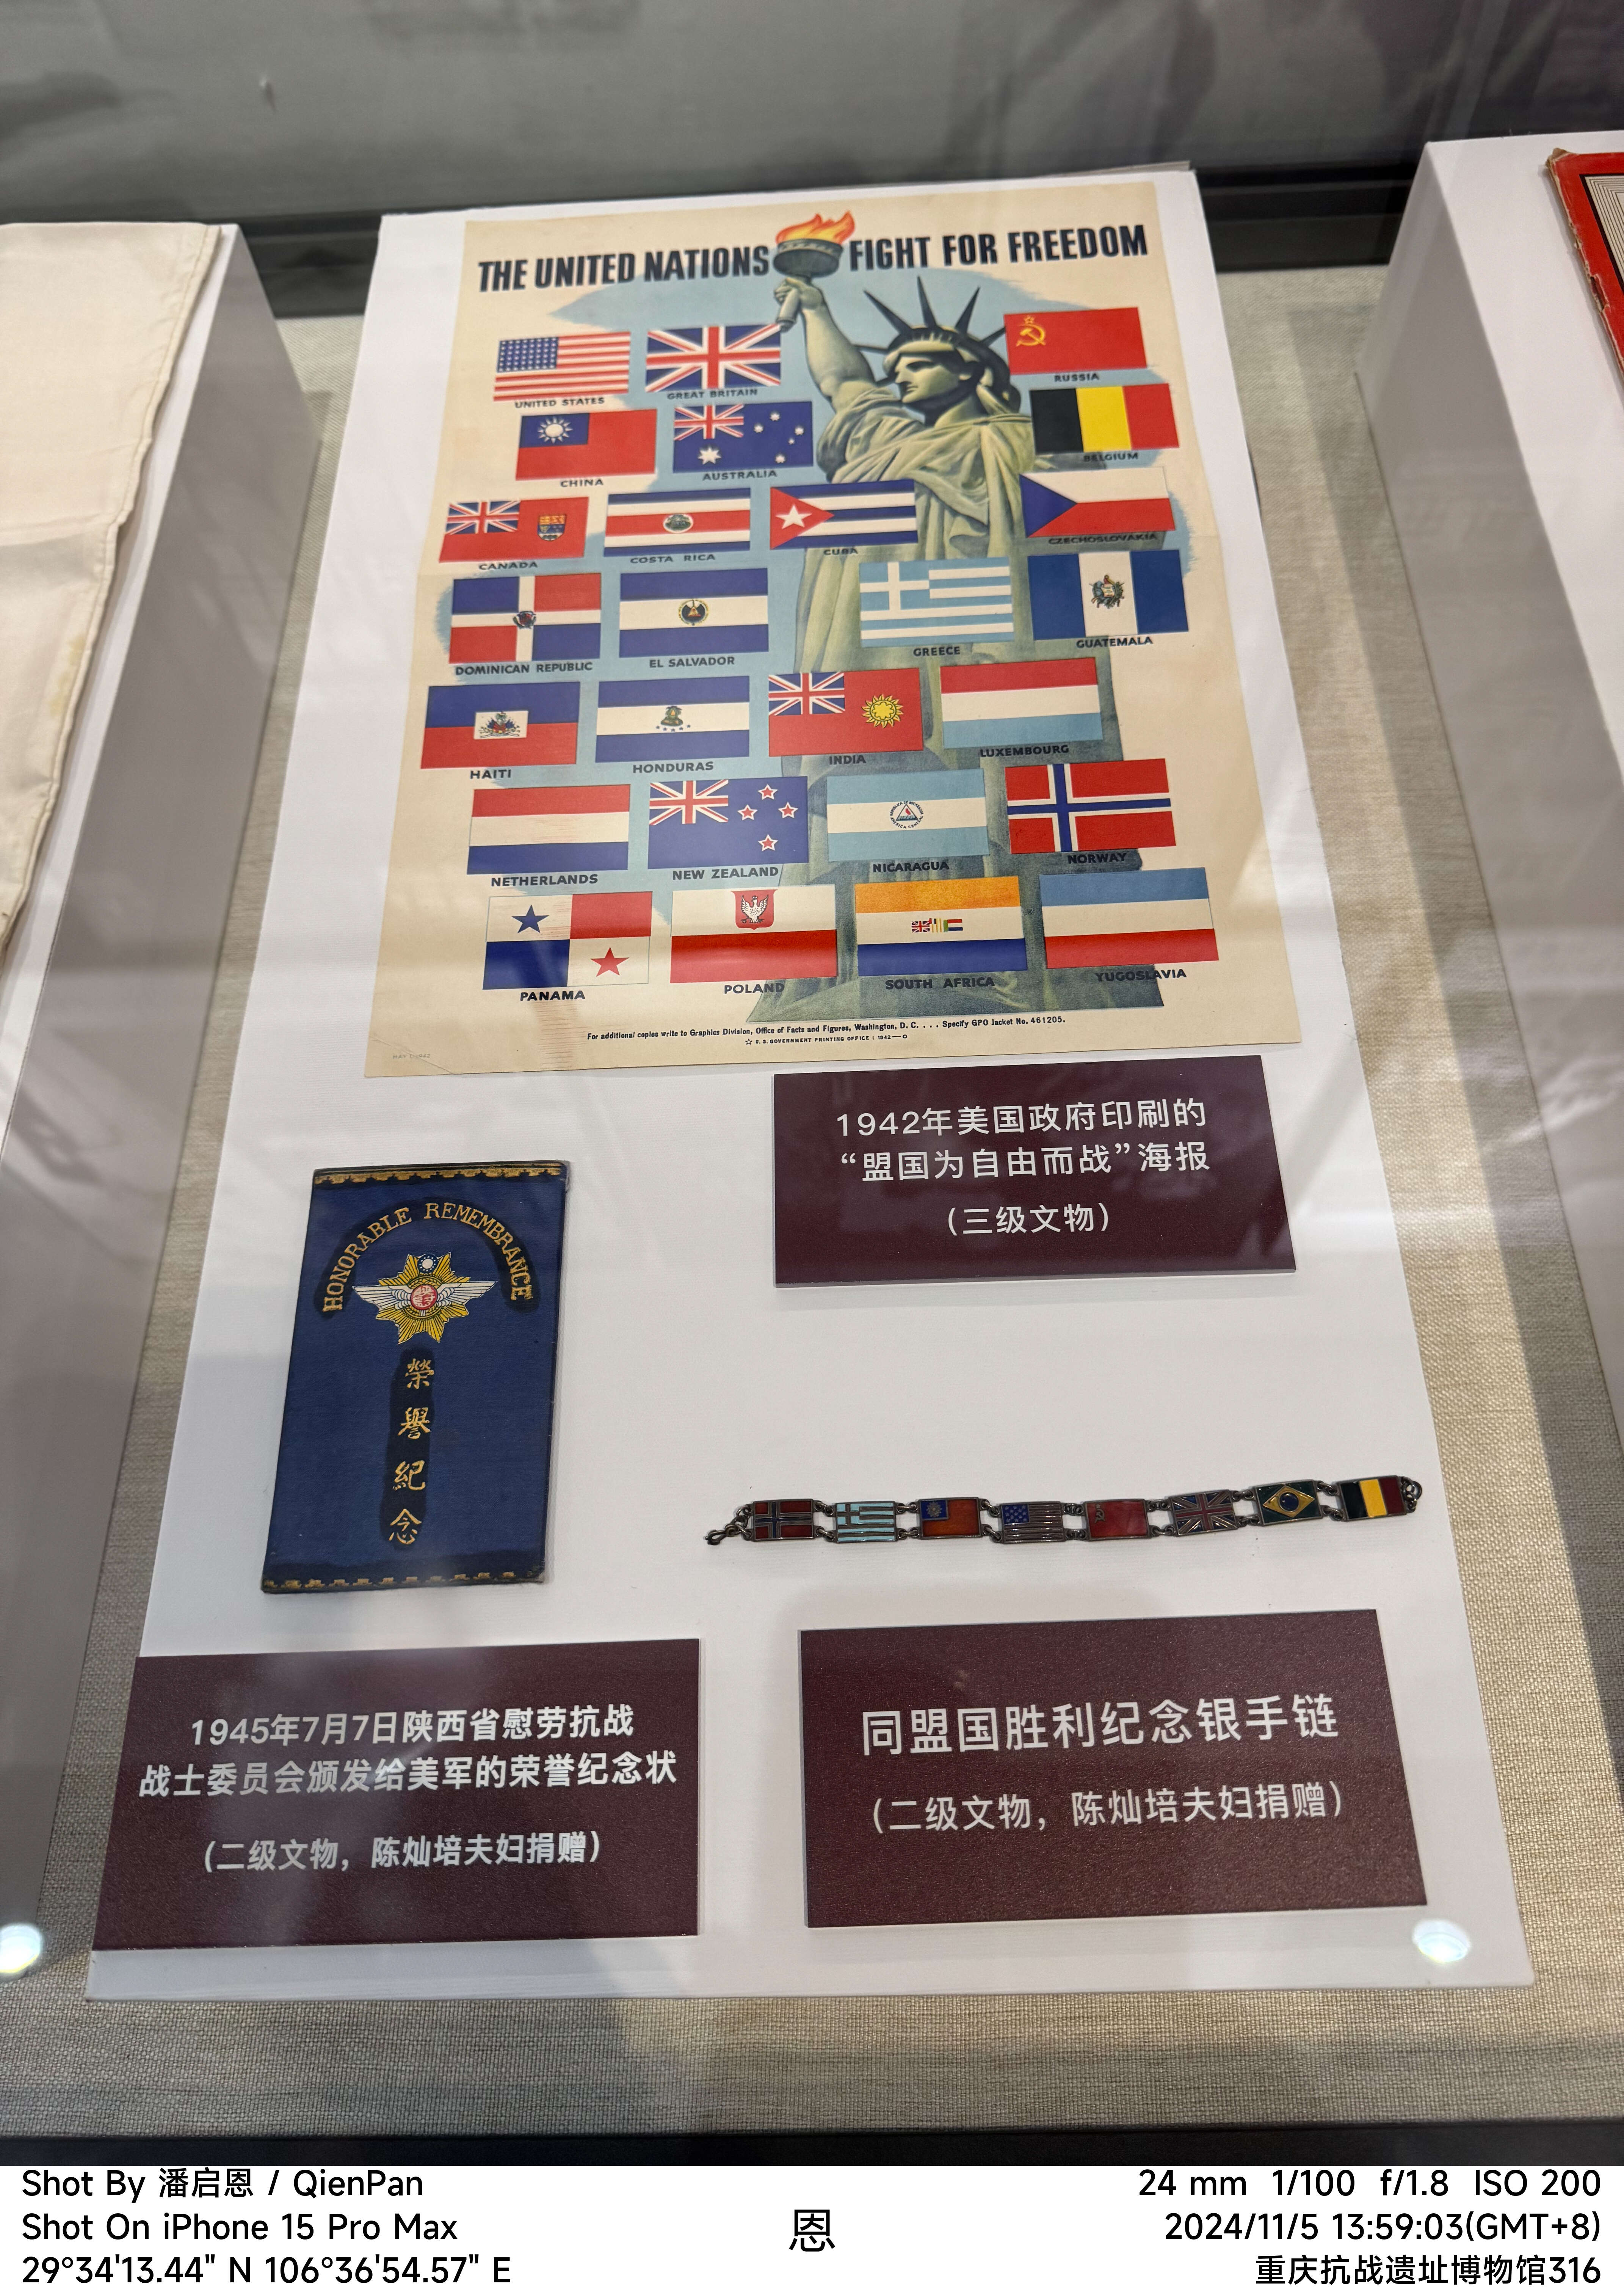 THE UNITED NATIONS FIGHT FOR FREEDOM
UNITED STATES
GREAT BRITAIN
RUSSIA
CHINA
AUSTRALIA
BELGIUM
CANADA
COSTA RICA
CUBA
CZECHOSLOVAKIA
DOMINICAN REPUBLIC
EL SALVADOR
GREECE
GUATEMALA
HAITI
HONDURAS
INDIA
LUXEMBOURG
NETHERLANDS
NEW ZEALAND
NICARAGUA
NORWAY
PANAMA
POLAND
SOUTH AFRICA
YUGOSLAVIA
For additional copies write to Graphics Division, Office of Facts and Figures, Washington, D. C. . . . . Specify GPO Jacket No. 461205.
☆ U. S. GOVERNMENT PRINTING OFFICE : 1942—O
1942年美国政府印刷的
“盟国为自由而战”海报
(三级文物)
HONORABLE REMEMBRANCE
榮
譽
紀
念
1945年7月7日陕西省慰劳抗战
战士委员会颁发给美军的荣誉纪念状
(二级文物，陈灿培夫妇捐赠)
同盟国胜利纪念银手链
(二级文物，陈灿培夫妇捐赠)
Shot By 潘启恩 / QienPan
Shot On iPhone 15 Pro Max
29°34'13.44" N 106°36'54.57" E
恩
24 mm 1/100 f/1.8 ISO 200
2024/11/5 13:59:03(GMT+8)
重庆抗战遗址博物馆316